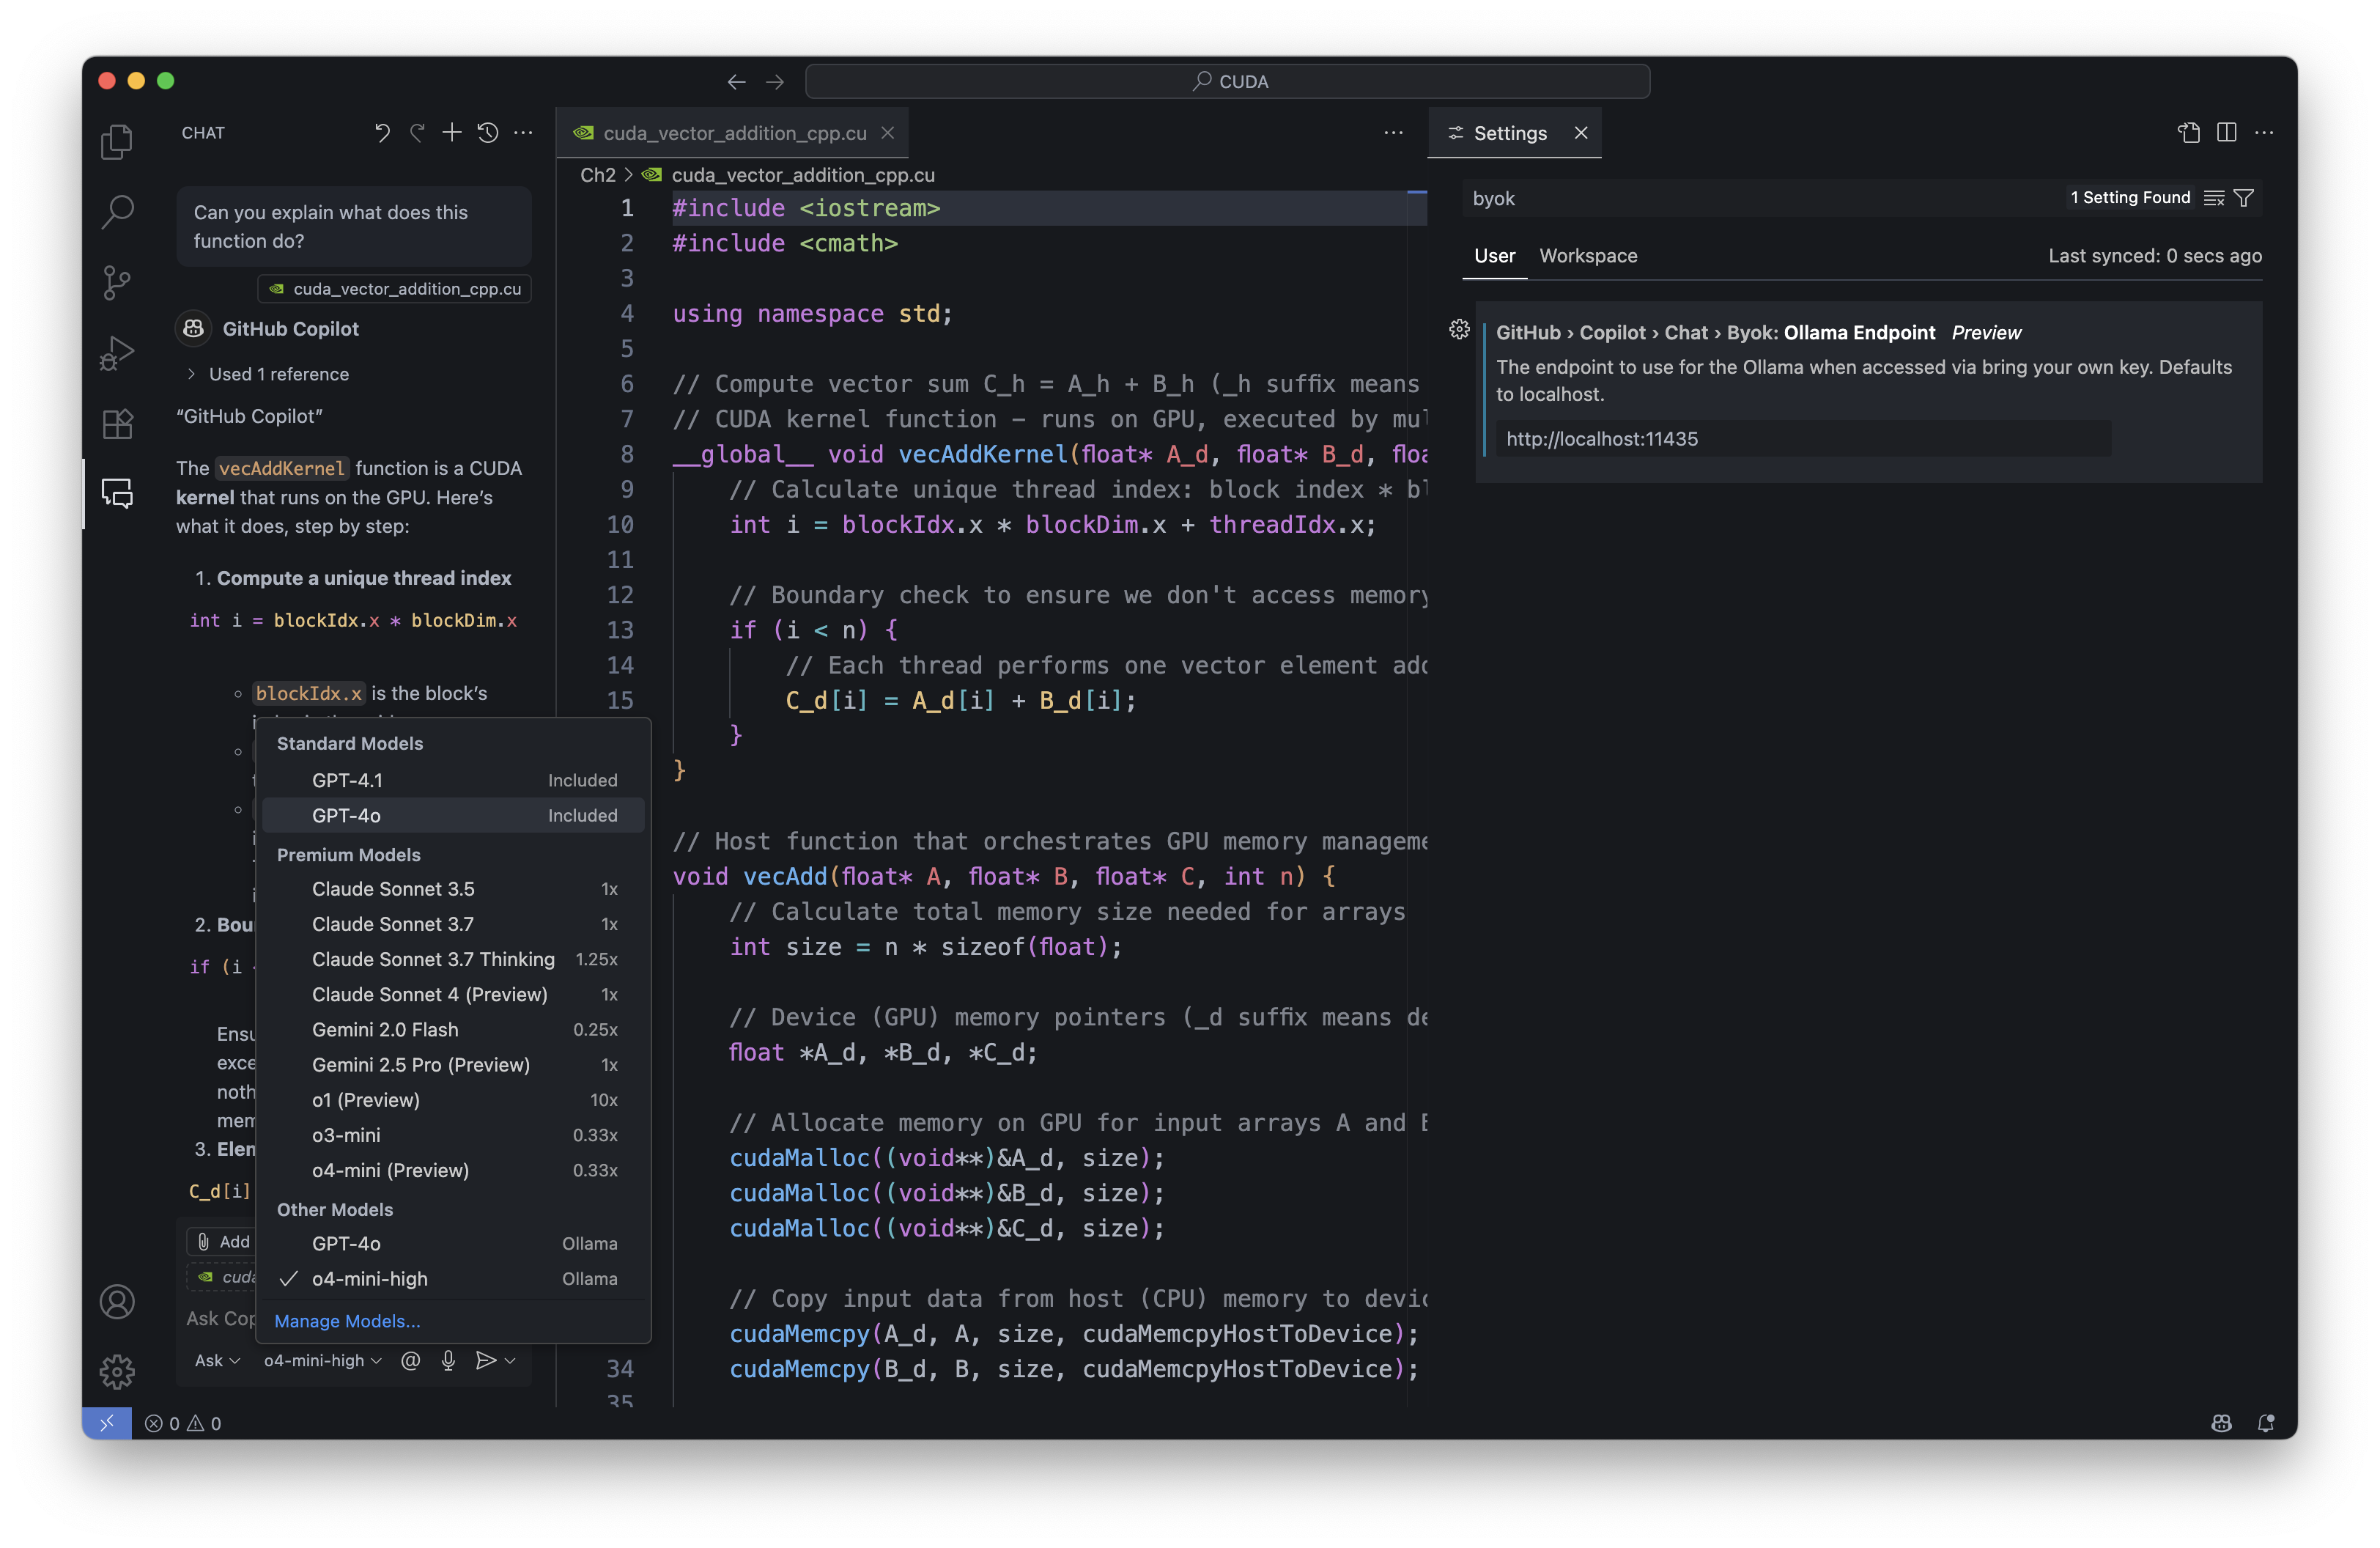 CUDA
CHAT
Can you explain what does this
function do?
cuda_vector_addition_cpp.cu
GitHub Copilot
Used 1 reference
“GitHub Copilot”
The vecAddKernel function is a CUDA
kernel that runs on the GPU. Here’s
what it does, step by step:
1. Compute a unique thread index
int i = blockIdx.x * blockDim.x
blockIdx.x is the block’s
2.
if (i
3.
C_d[i]
Add
Standard Models
GPT-4.1 Included
GPT-4o Included
Premium Models
Claude Sonnet 3.5 1x
Claude Sonnet 3.7 1x
Claude Sonnet 3.7 Thinking 1.25x
Claude Sonnet 4 (Preview) 1x
Gemini 2.0 Flash 0.25x
Gemini 2.5 Pro (Preview) 1x
o1 (Preview) 10x
o3-mini 0.33x
o4-mini (Preview) 0.33x
Other Models
GPT-4o Ollama
o4-mini-high Ollama
Manage Models...
Ask
Ask o4-mini-high
0 0
cuda_vector_addition_cpp.cu
Ch2 > cuda_vector_addition_cpp.cu
1 #include <iostream>
2 #include <cmath>
3
4 using namespace std;
5
6 // Compute vector sum C_h = A_h + B_h (_h suffix means
7 // CUDA kernel function – runs on GPU, executed by
8 __global__ void vecAddKernel(float* A_d, float* B_d,
9 // Calculate unique thread index: block index *
10 int i = blockIdx.x * blockDim.x + threadIdx.x;
11
12 // Boundary check to ensure we don't access memory
13 if (i < n) {
14 // Each thread performs one vector element
15 C_d[i] = A_d[i] + B_d[i];
}
}
// Host function that orchestrates GPU memory
void vecAdd(float* A, float* B, float* C, int n) {
// Calculate total memory size needed for arrays
int size = n * sizeof(float);
// Device (GPU) memory pointers (_d suffix means
float *A_d, *B_d, *C_d;
// Allocate memory on GPU for input arrays A and
cudaMalloc((void**)&A_d, size);
cudaMalloc((void**)&B_d, size);
cudaMalloc((void**)&C_d, size);
// Copy input data from host (CPU) memory to
cudaMemcpy(A_d, A, size, cudaMemcpyHostToDevice);
34 cudaMemcpy(B_d, B, size, cudaMemcpyHostToDevice);
35
Settings
byok 1 Setting Found
User Workspace Last synced: 0 secs ago
GitHub › Copilot › Chat › Byok: Ollama Endpoint Preview
The endpoint to use for the Ollama when accessed via bring your own key. Defaults
to localhost.
http://localhost:11435